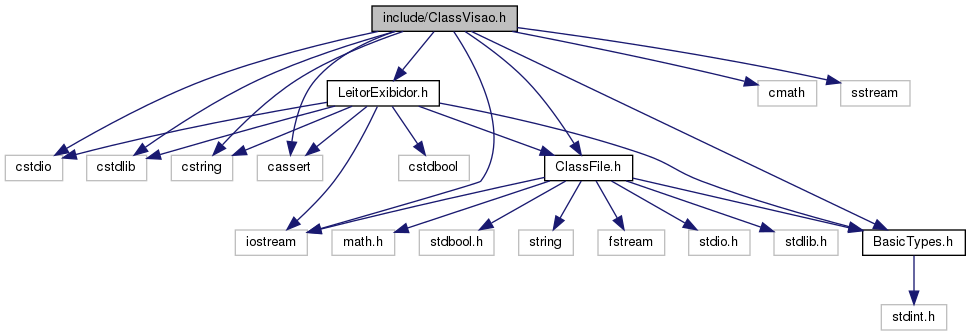 include/ClassVisao.h
LeitorExibidor.h
cmath
sstream
cstdio
cstdlib
cstring
cassert
cstdbool
ClassFile.h
iostream
math.h
stdbool.h
string
fstream
stdio.h
stdlib.h
BasicTypes.h
stdint.h